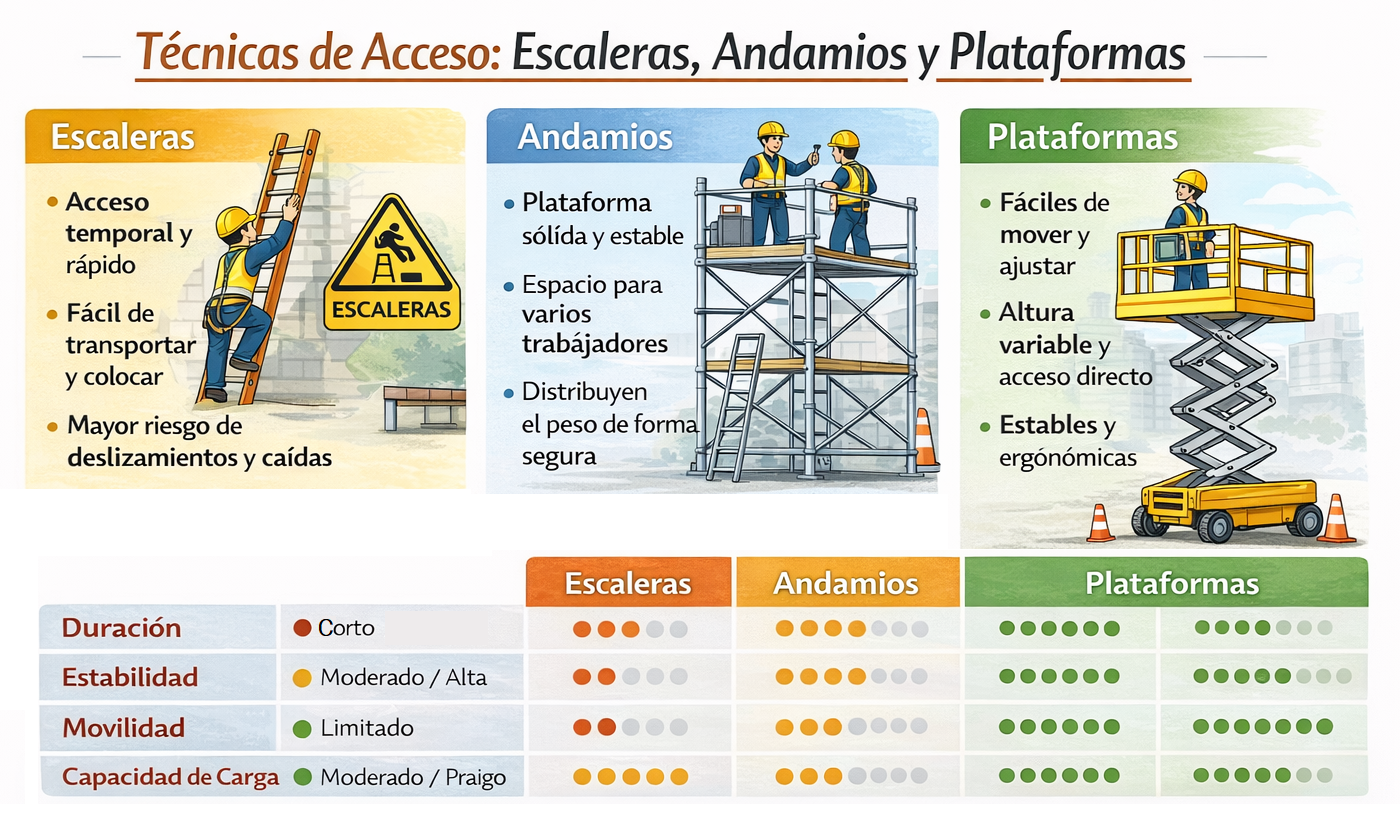 Técnicas de Acceso: Escaleras, Andamios y Plataformas
Escaleras
Acceso
temporal y
rápido
Fácil de
transportar
y colocar
Mayor riesgo de
deslizamientos y caídas
ESCALERAS
Andamios
Plataforma
sólída y estable
Espacio para
varios
trabájadores
Distribuyen
el peso de forma
segura
Plataformas
Fáciles de
mover y
ajustar
Altura
variable y
acceso directo
Estables y
ergónómicas
Escaleras Andamios Plataformas
Duración Corto
Estabilidad Moderado / Alta
Movilidad Limitado
Capacidad de Carga Moderado / Praigo